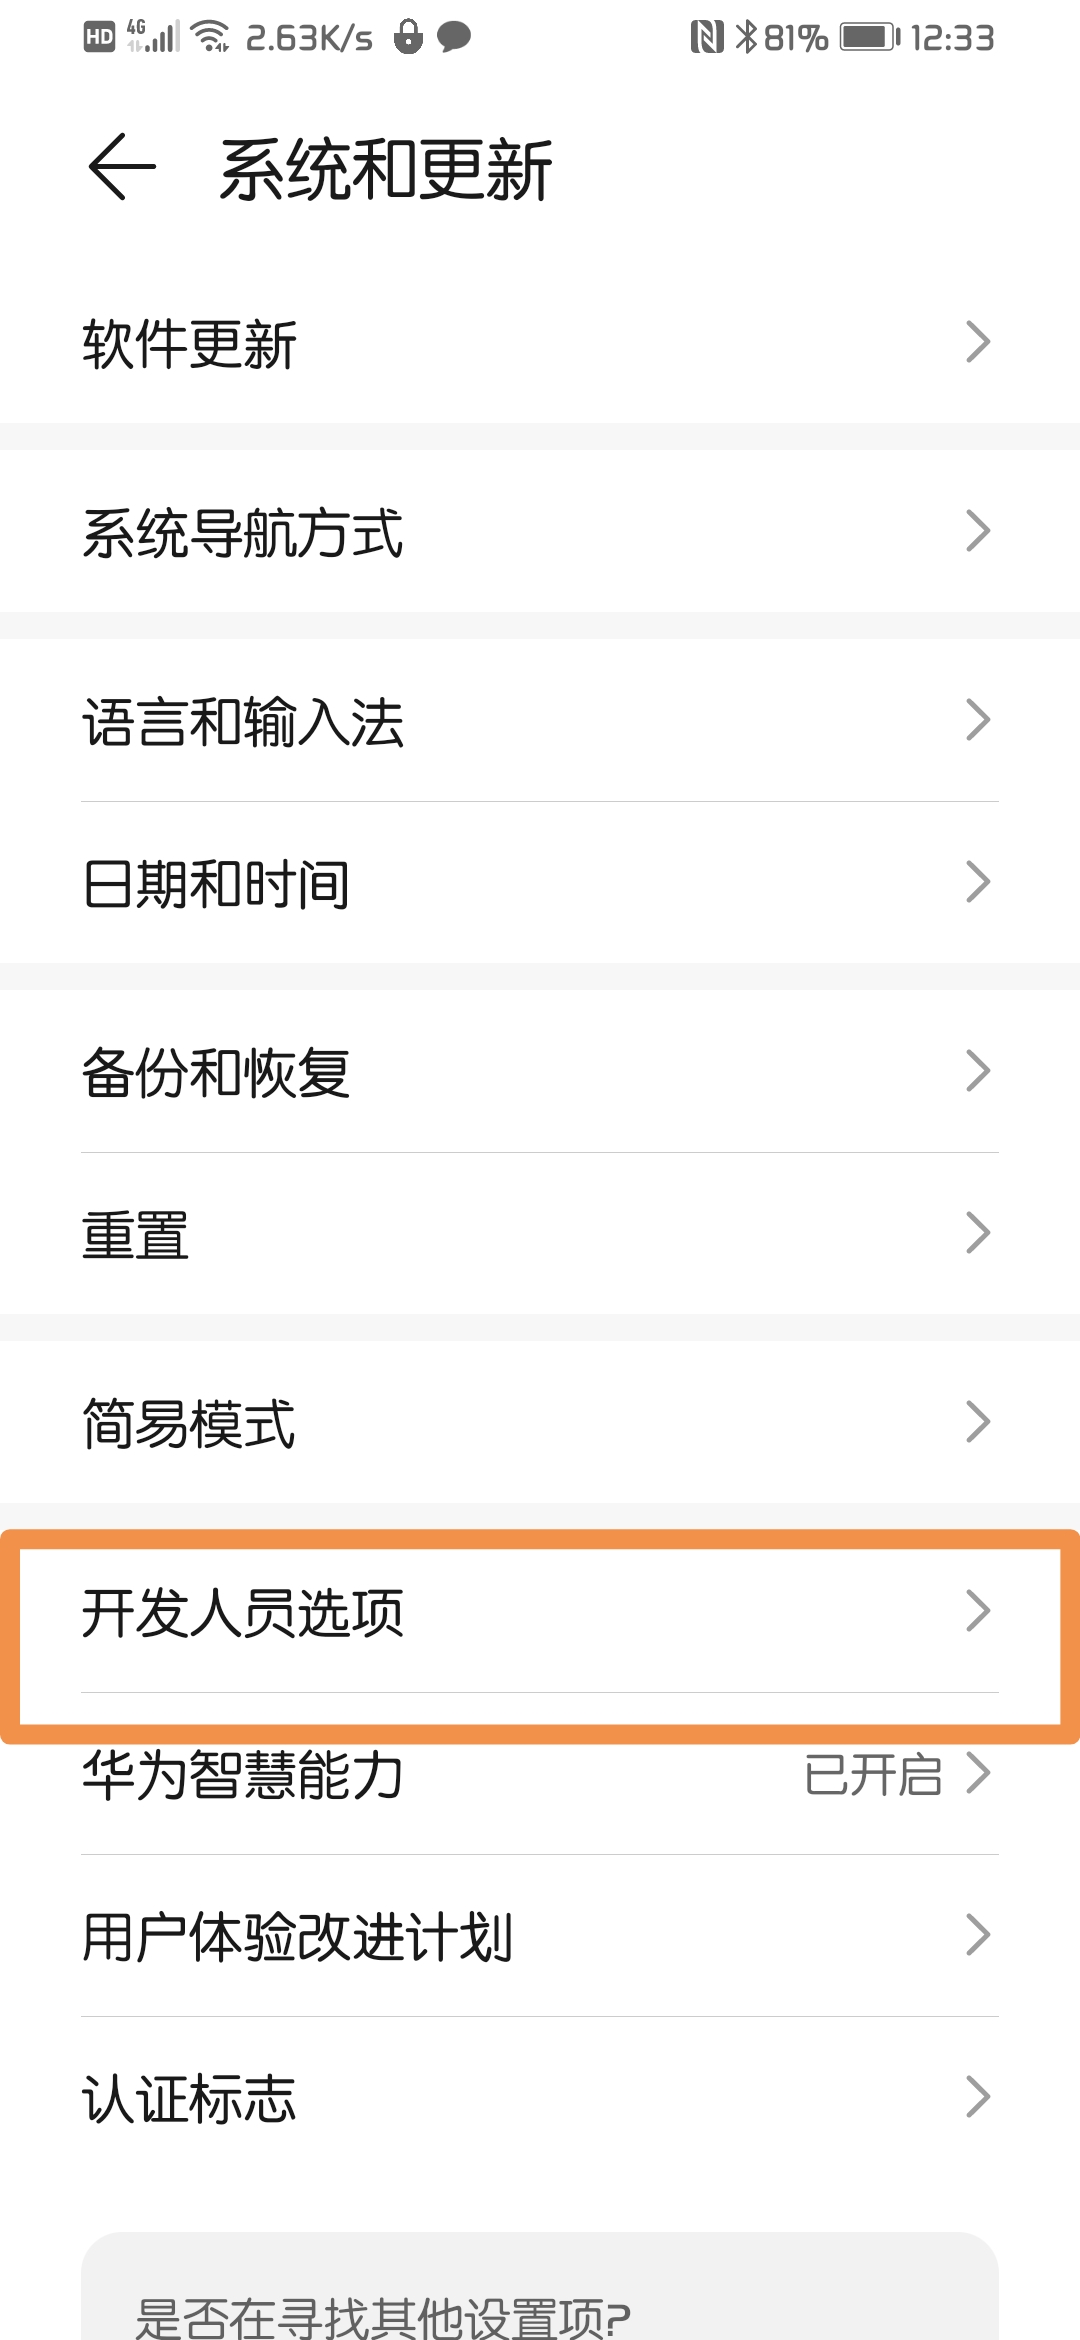 HD 4G 2.63K/s 81% 12:33
系统和更新
软件更新
系统导航方式
语言和输入法
日期和时间
备份和恢复
重置
简易模式
开发人员选项
华为智慧能力 已开启
用户体验改进计划
认证标志
是否在寻找其他设置项?